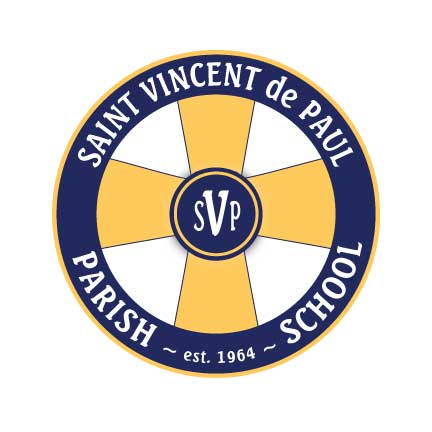 SAINT VINCENT de PAUL
SVP
PARISH ~ est. 1964 ~ SCHOOL